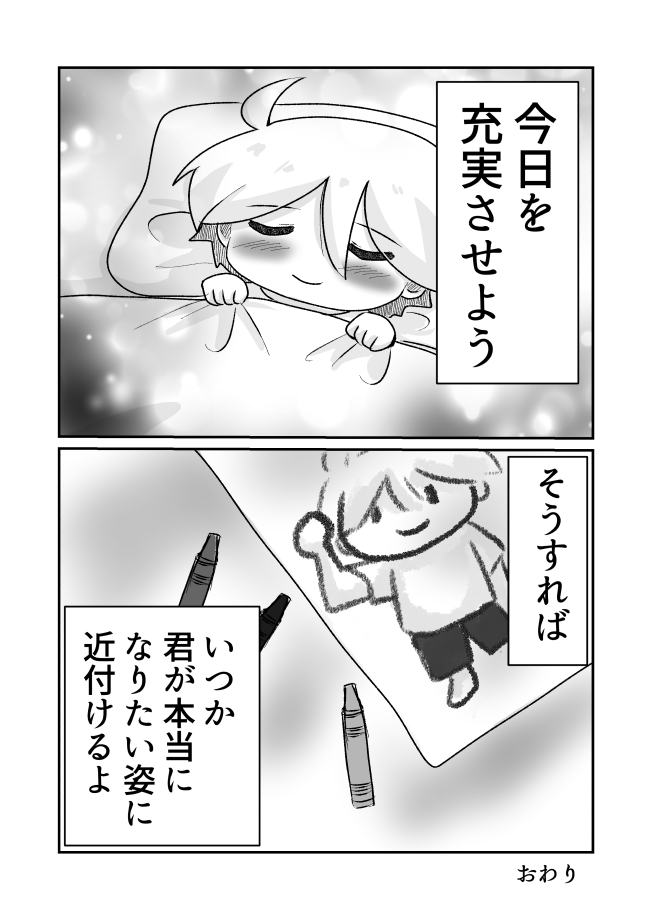 今日を
充実させよう
そうすれば
いつか
君が本当に
なりたい姿に
近付けるよ
おわり